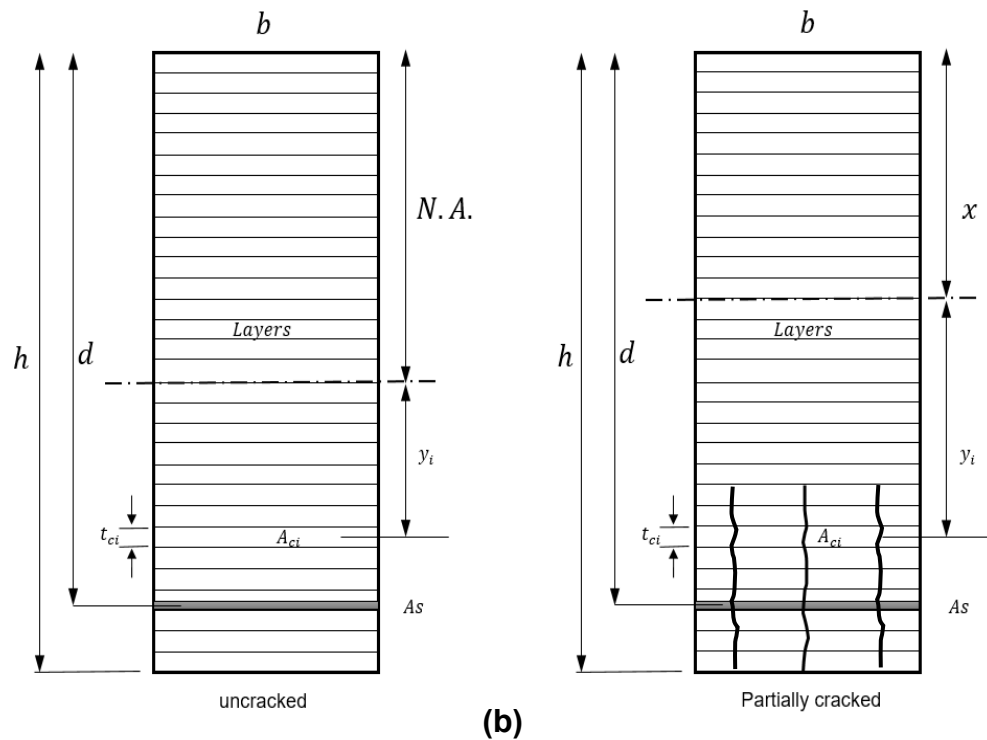 b
h
d
N. A.
Layers
y_i
t_ci
A_ci
As
uncracked
b
h
d
x
Layers
y_i
t_ci
A_ci
As
Partially cracked
(b)